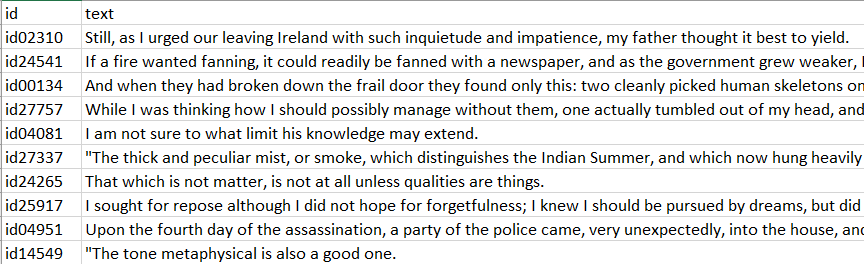 id text
id02310 Still, as I urged our leaving Ireland with such inquietude and impatience, my father thought it best to yield.
id24541 If a fire wanted fanning, it could readily be fanned with a newspaper, and as the government grew weaker,
id00134 And when they had broken down the frail door they found only this: two cleanly picked human skeletons on
id27757 While I was thinking how I should possibly manage without them, one actually tumbled out of my head, and
id04081 I am not sure to what limit his knowledge may extend.
id27337 "The thick and peculiar mist, or smoke, which distinguishes the Indian Summer, and which now hung heavily
id24265 That which is not matter, is not at all unless qualities are things.
id25917 I sought for repose although I did not hope for forgetfulness; I knew I should be pursued by dreams, but did
id04951 Upon the fourth day of the assassination, a party of the police came, very unexpectedly, into the house, and
id14549 "The tone metaphysical is also a good one.